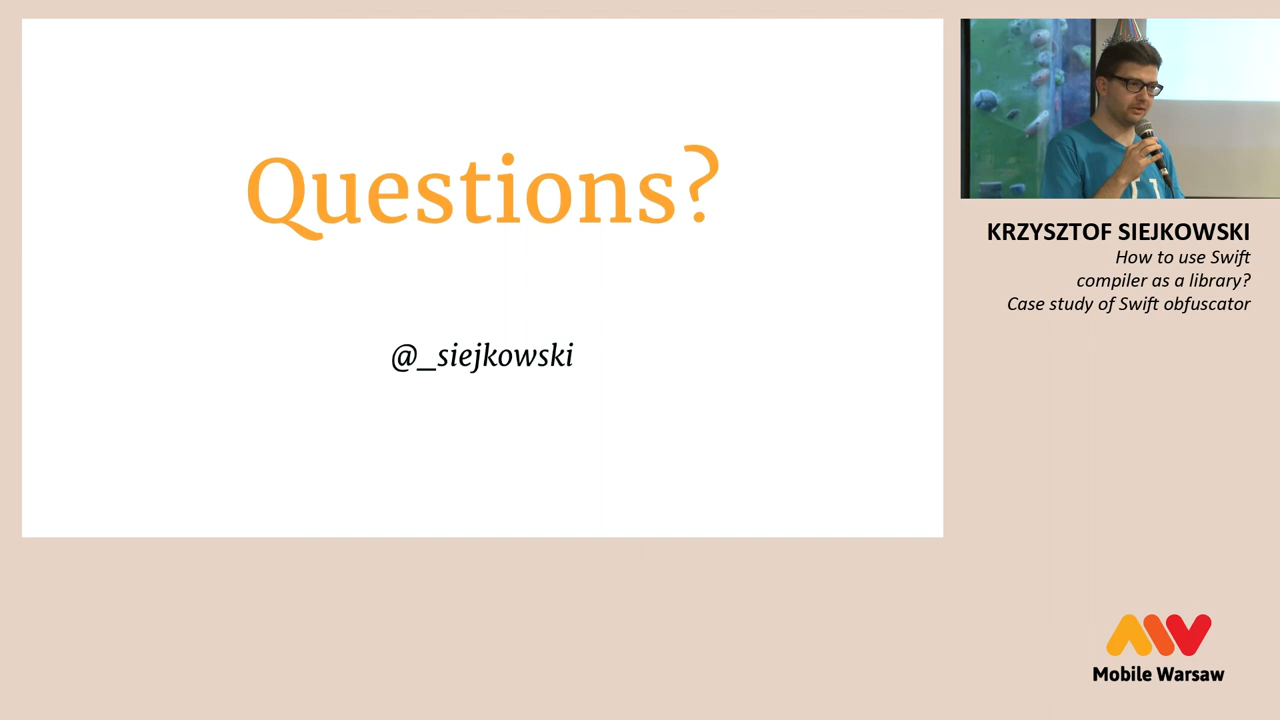 Questions?
@_siejkowski
KRZYSZTOF SIEJKOWSKI
How to use Swift
compiler as a library?
Case study of Swift obfuscator
Mobile Warsaw